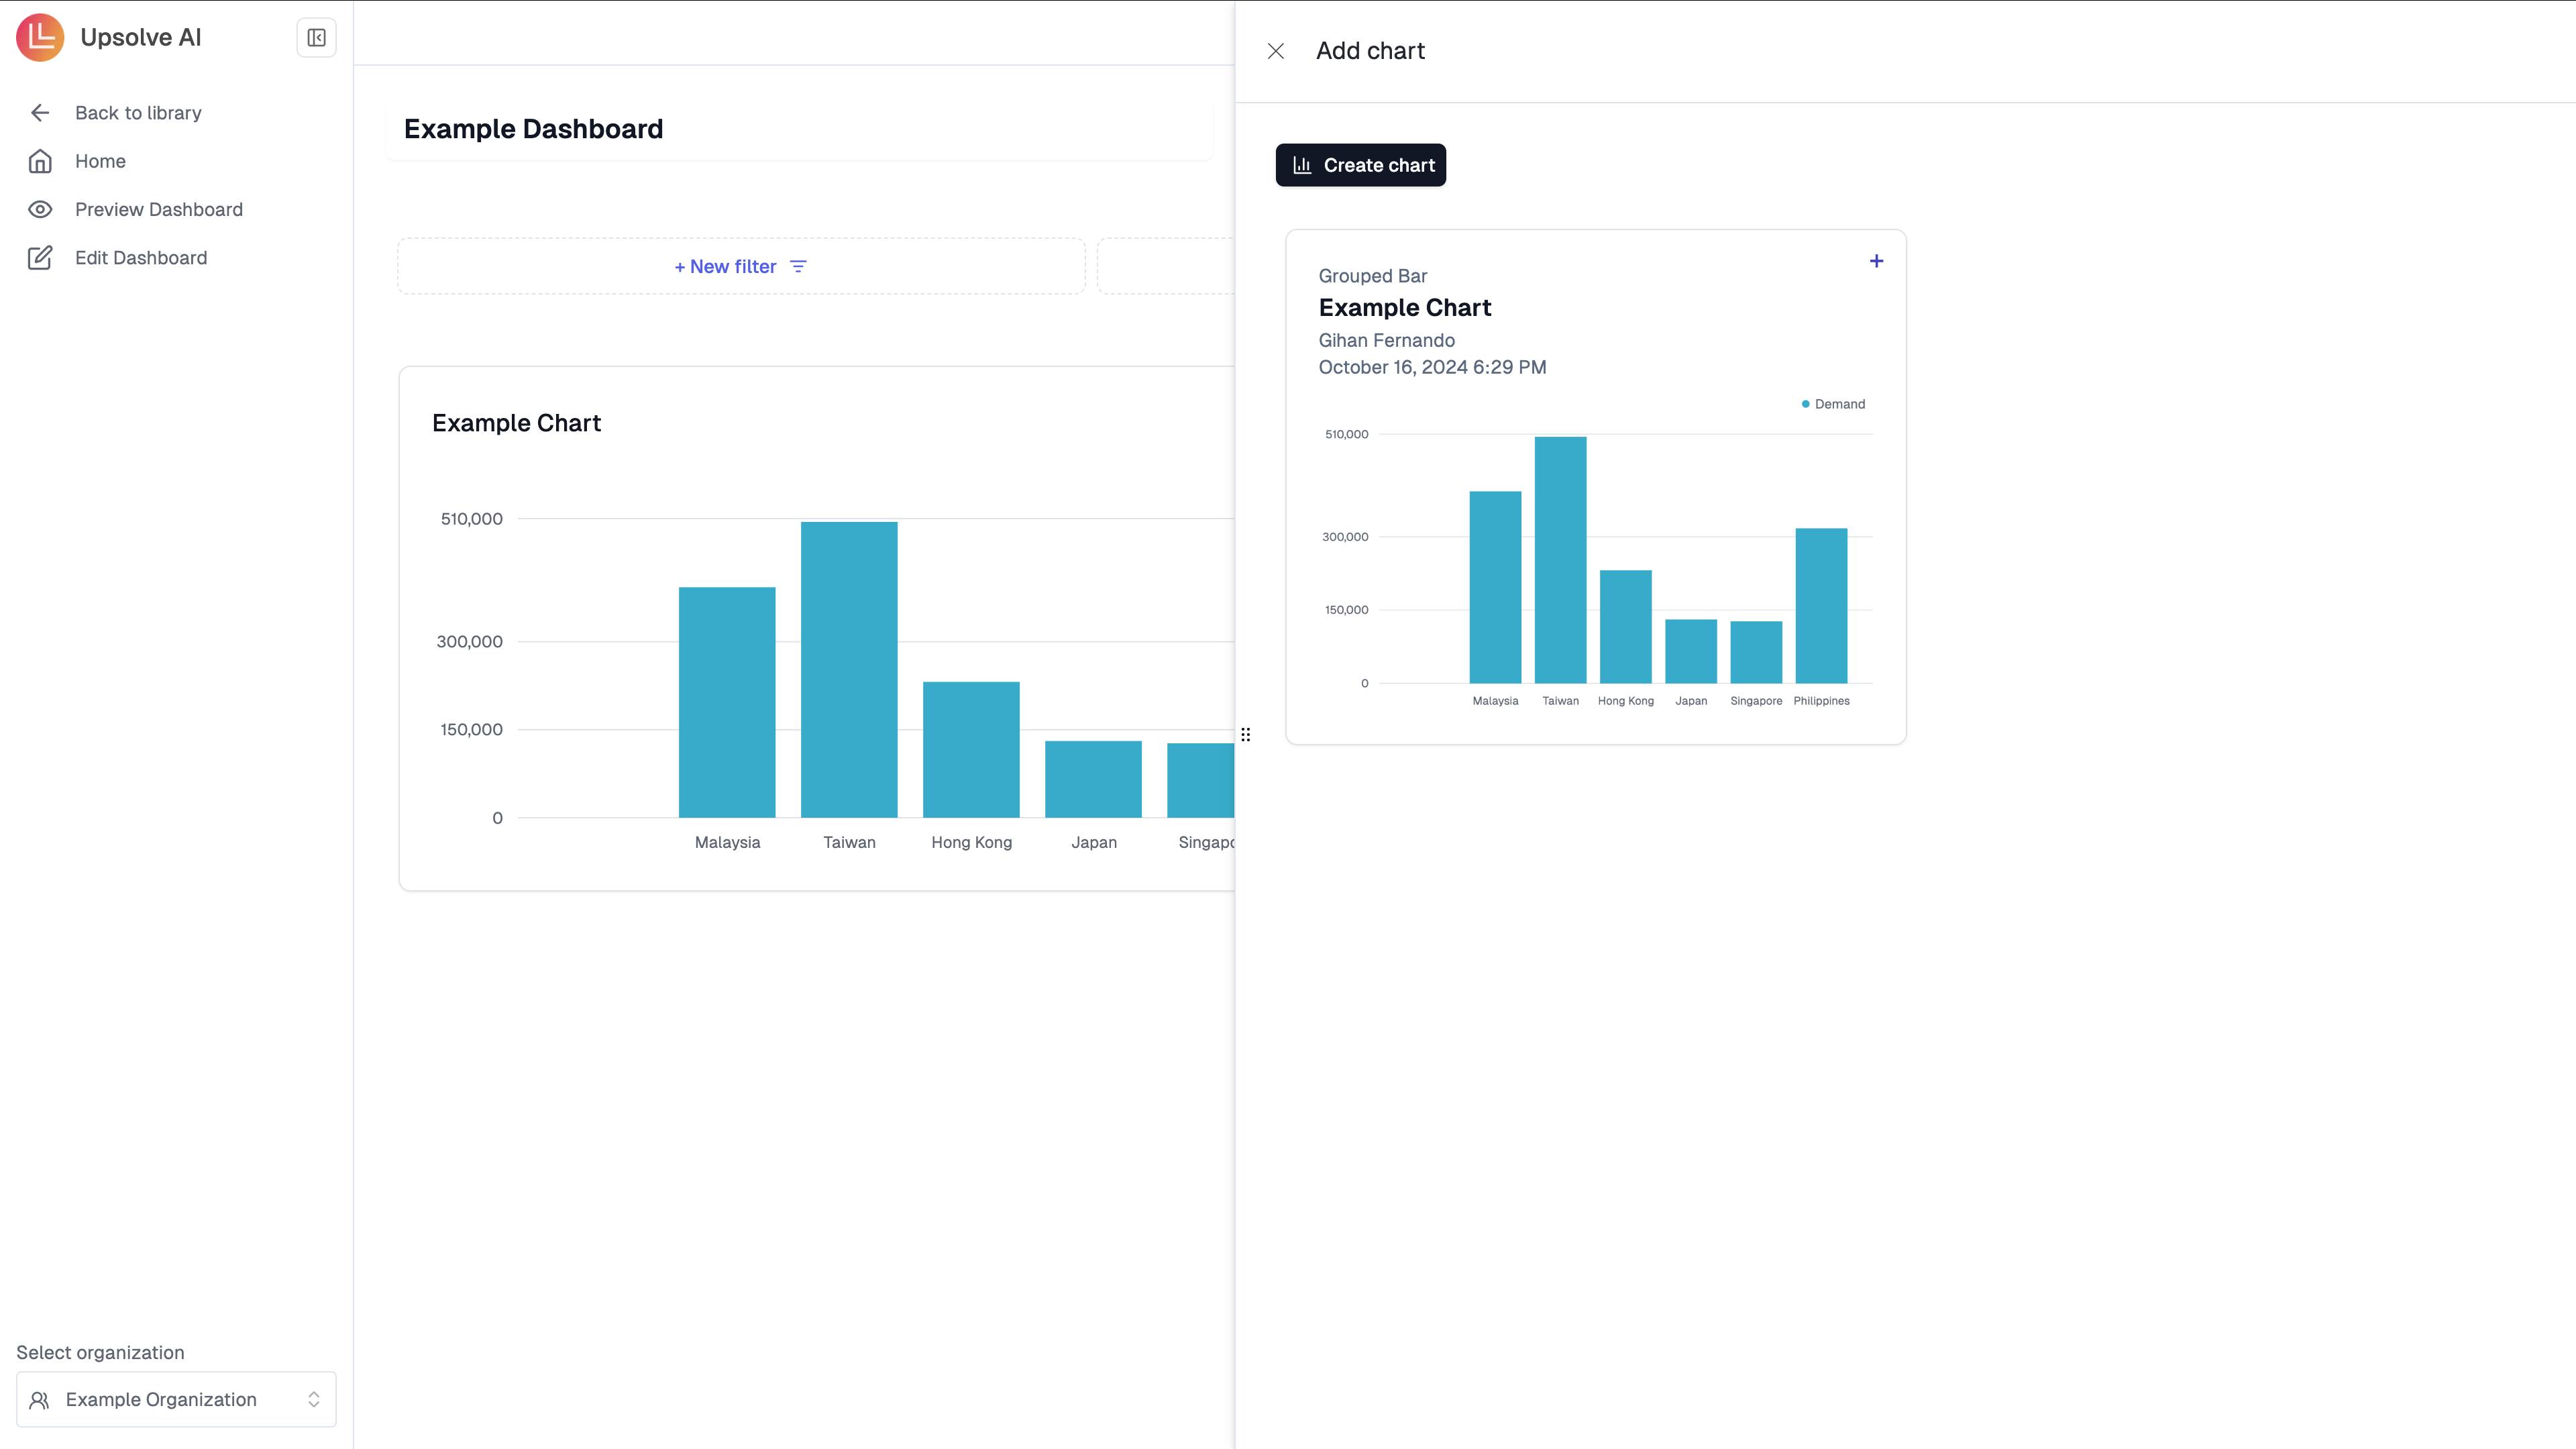 Upsolve AI
Back to library
Home
Preview Dashboard
Edit Dashboard
Select organization
Example Organization
Example Dashboard
+ New filter
Example Chart
510,000
300,000
150,000
0
Malaysia Taiwan Hong Kong Japan Singapo
Add chart
Create chart
+
Grouped Bar
Example Chart
Gihan Fernando
October 16, 2024 6:29 PM
Demand
510,000
300,000
150,000
0
Malaysia Taiwan Hong Kong Japan Singapore Philippines